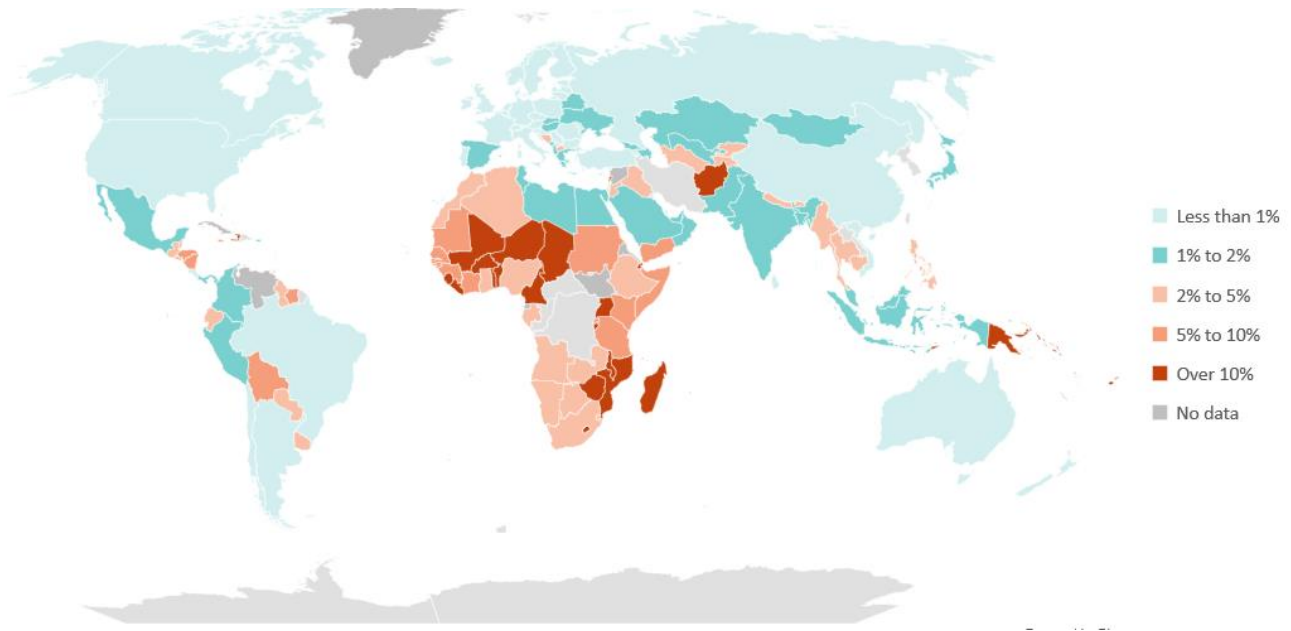 Less than 1%
1% to 2%
2% to 5%
5% to 10%
Over 10%
No data